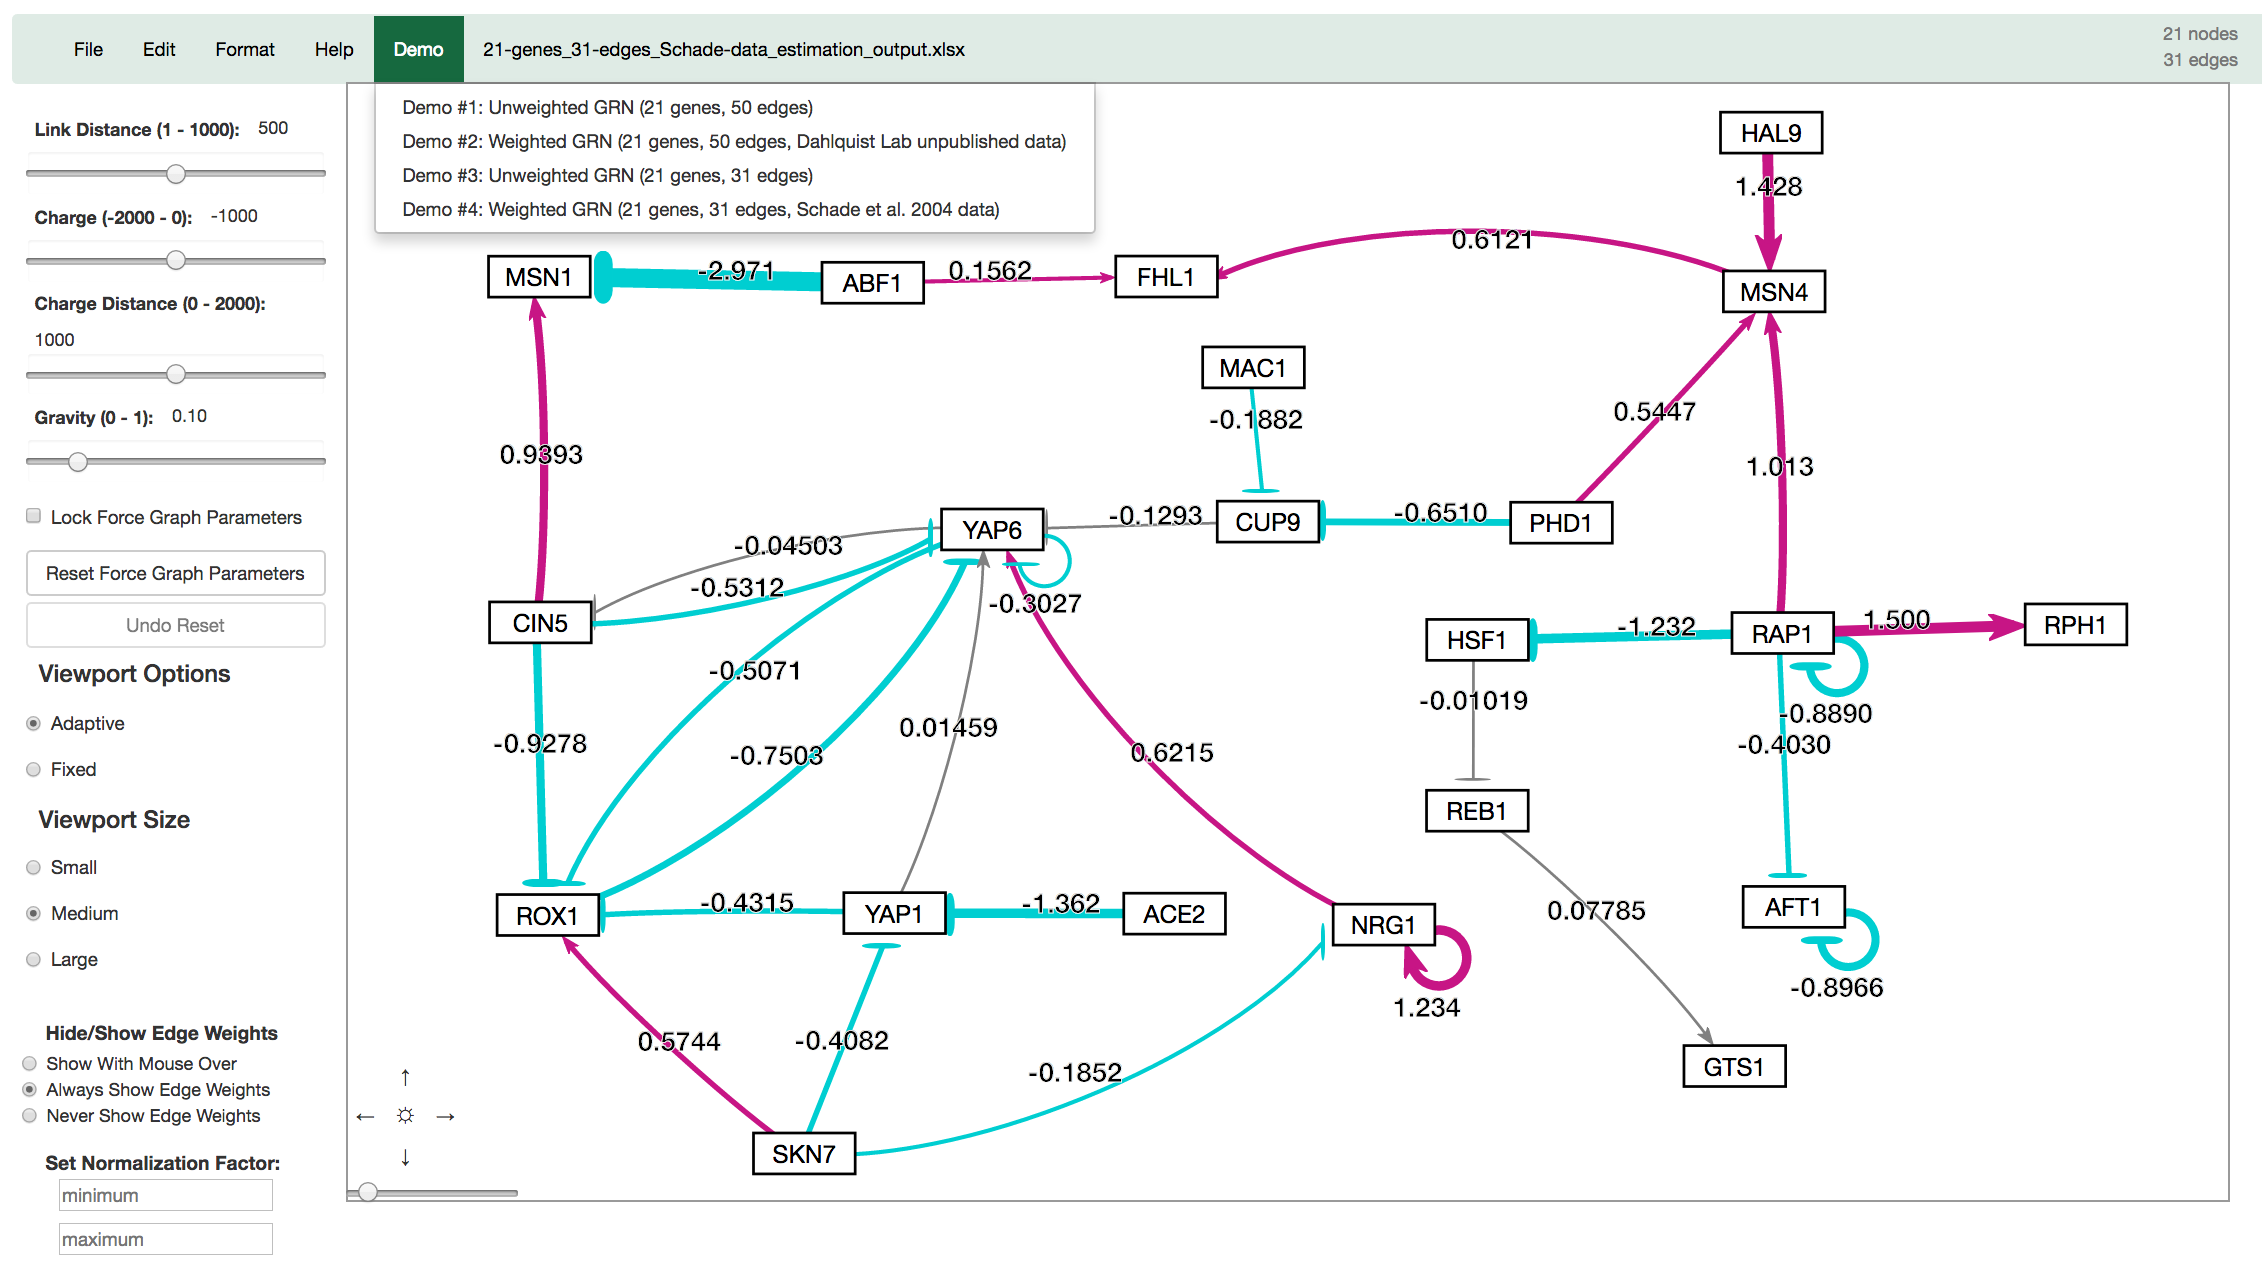 File Edit Format Help Demo 21-genes_31-edges_Schade-data_estimation_output.xlsx
21 nodes
31 edges
Link Distance (1 - 1000): 500
Charge (-2000 - 0): -1000
Charge Distance (0 - 2000):
1000
Gravity (0 - 1): 0.10
Lock Force Graph Parameters
Reset Force Graph Parameters
Undo Reset
Viewport Options
Adaptive
Fixed
Viewport Size
Small
Medium
Large
Hide/Show Edge Weights
Show With Mouse Over
Always Show Edge Weights
Never Show Edge Weights
Set Normalization Factor:
minimum
maximum
Demo #1: Unweighted GRN (21 genes, 50 edges)
Demo #2: Weighted GRN (21 genes, 50 edges, Dahlquist Lab unpublished data)
Demo #3: Unweighted GRN (21 genes, 31 edges)
Demo #4: Weighted GRN (21 genes, 31 edges, Schade et al. 2004 data)
HAL9
1.428
0.6121
MSN1
-2.971
ABF1
0.1562
FHL1
MSN4
MAC1
-0.1882
0.5447
0.9393
1.013
YAP6
-0.1293
CUP9
-0.6510
PHD1
-0.04503
-0.5312
-0.3027
CIN5
HSF1
-1.232
RAP1
1.500
RPH1
-0.5071
-0.01019
-0.8890
-0.9278
-0.7503
0.01459
0.6215
-0.4030
REB1
ROX1
-0.4315
YAP1
-1.362
ACE2
NRG1
0.07785
AFT1
-0.8966
1.234
0.5744
-0.4082
-0.1852
GTS1
SKN7